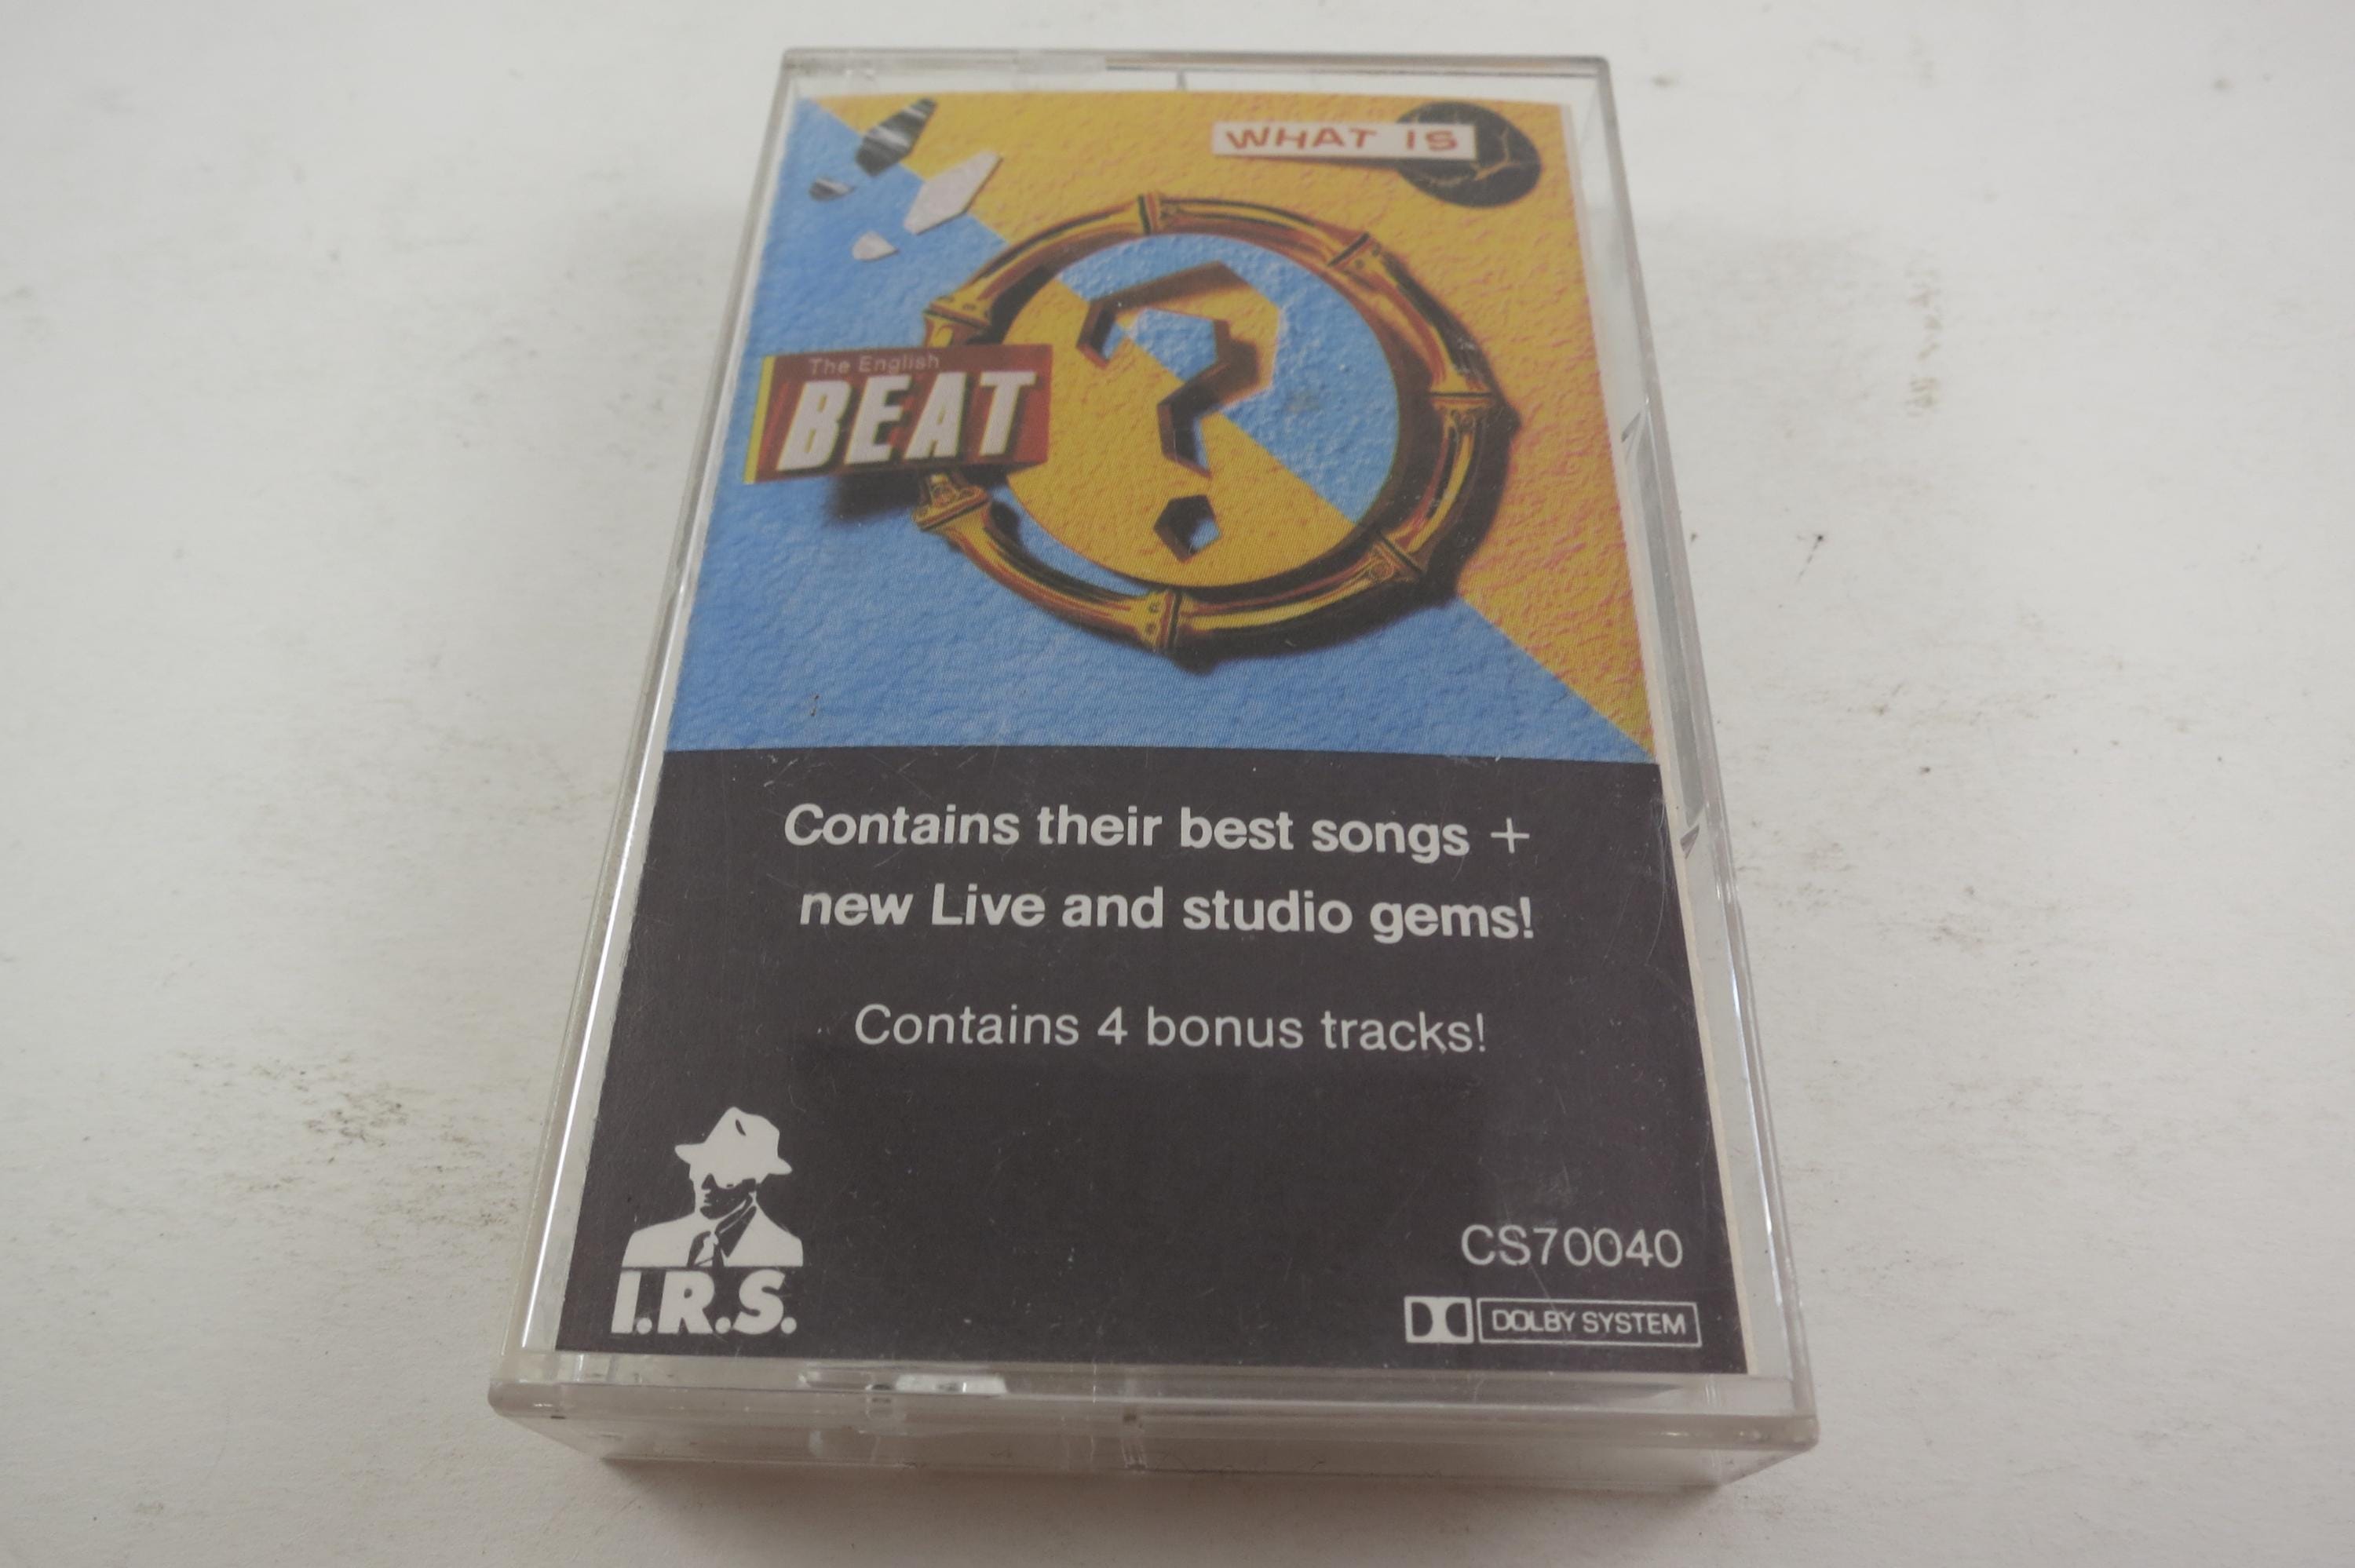 WHAT IS
?
The English
BEAT
Contains their best songs +
new Live and studio gems!
Contains 4 bonus tracks!
I.R.S.
CS70040
DOLBY SYSTEM